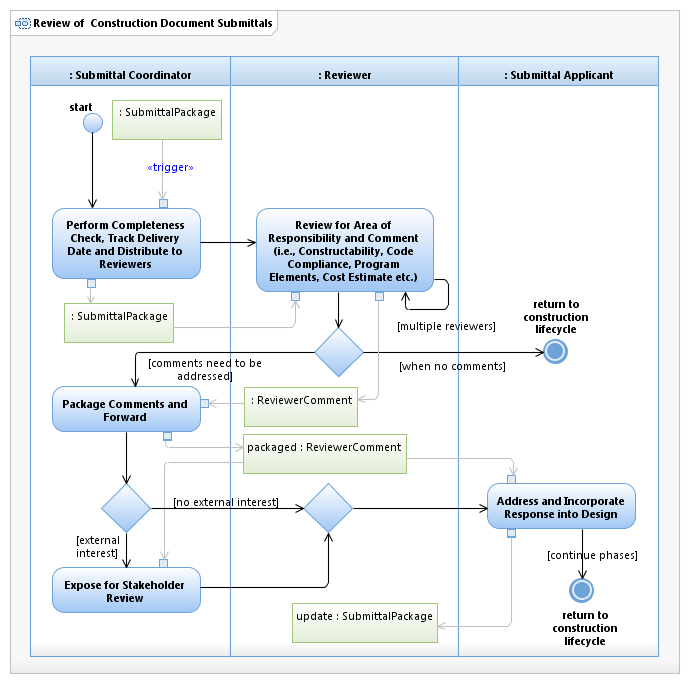 Review of  Construction Document Submittals
: Submittal Coordinator
: Reviewer
: Submittal Applicant
start
: SubmittalPackage
«trigger»
Perform Completeness
Check, Track Delivery
Date and Distribute to
Reviewers
Review for Area of
Responsibility and Comment
(i.e., Constructability, Code
Compliance, Program
Elements, Cost Estimate etc.)
: SubmittalPackage
[multiple reviewers]
return to
construction
lifecycle
[comments need to be
addressed]
[when no comments]
Package Comments and
Forward
: ReviewerComment
packaged : ReviewerComment
[no external interest]
Address and Incorporate
Response into Design
[external
interest]
[continue phases]
Expose for Stakeholder
Review
update : SubmittalPackage
return to
construction
lifecycle